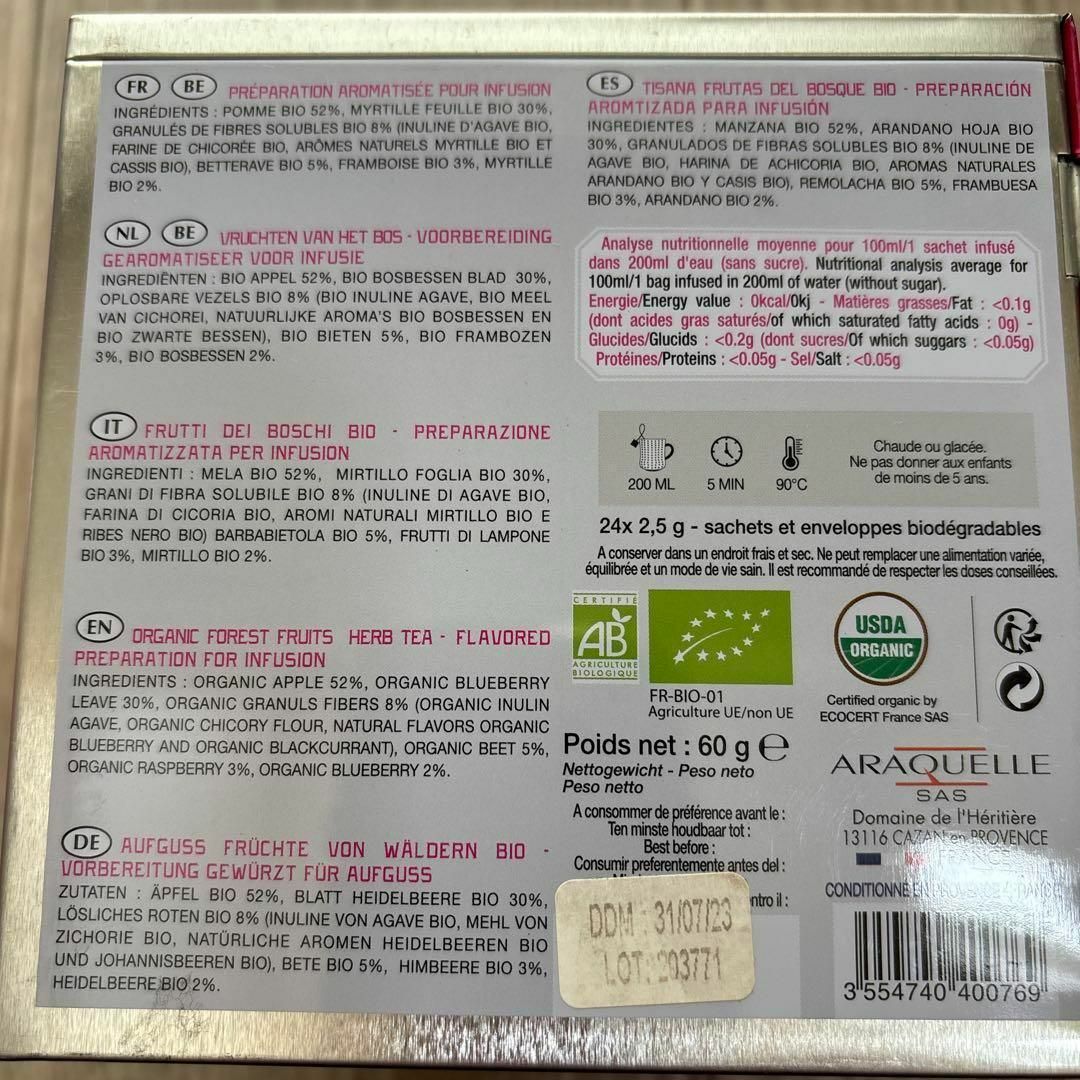 FR BE PRÉPARATION AROMATISÉE POUR INFUSION
INGRÉDIENTS : POMME BIO 52%, MYRTILLE FEUILLE BIO 30%,
GRANULÉS DE FIBRES SOLUBLES BIO 8% (INULINE D'AGAVE BIO,
FARINE DE CHICORÉE BIO, ARÔMES NATURELS MYRTILLE BIO ET
CASSIS BIO), BETTERAVE BIO 5%, FRAMBOISE BIO 3%, MYRTILLE
BIO 2%.
NL BE VRUCHTEN VAN HET BOS - VOORBEREIDING
GEAROMATISEER VOOR INFUSIE
INGREDIËNTEN : BIO APPEL 52%, BIO BOSBESSEN BLAD 30%,
OPLOSBARE VEZELS BIO 8% (BIO INULINE AGAVE, BIO MEEL
VAN CICHOREI, NATUURLIJKE AROMA'S BIO BOSBESSEN EN
BIO ZWARTE BESSEN), BIO BIETEN 5%, BIO FRAMBOZEN
3%, BIO BOSBESSEN 2%.
IT FRUTTI DEI BOSCHI BIO - PREPARAZIONE
AROMATIZZATA PER INFUSION
INGREDIENTI : MELA BIO 52%, MIRTILLO FOGLIA BIO 30%,
GRANI DI FIBRA SOLUBILE BIO 8% (INULINE DI AGAVE BIO,
FARINA DI CICORIA BIO, AROMI NATURALI MIRTILLO BIO E
RIBES NERO BIO) BARBABIETOLA BIO 5%, FRUTTI DI LAMPONE
BIO 3%, MIRTILLO BIO 2%.
EN ORGANIC FOREST FRUITS HERB TEA - FLAVORED
PREPARATION FOR INFUSION
INGREDIENTS : ORGANIC APPLE 52%, ORGANIC BLUEBERRY
LEAVE 30%, ORGANIC GRANULS FIBERS 8% (ORGANIC INULIN
AGAVE, ORGANIC CHICORY FLOUR, NATURAL FLAVORS ORGANIC
BLUEBERRY AND ORGANIC BLACKCURRANT), ORGANIC BEET 5%,
ORGANIC RASPBERRY 3%, ORGANIC BLUEBERRY 2%.
DE AUFGUSS FRÜCHTE VON WÄLDERN BIO -
VORBEREITUNG GEWÜRZT FÜR AUFGUSS
ZUTATEN : ÄPFEL BIO 52%, BLATT HEIDELBEERE BIO 30%,
LÖSLICHES ROTEN BIO 8% (INULINE VON AGAVE BIO, MEHL VON
ZICHORIE BIO, NATÜRLICHE AROMEN HEIDELBEEREN BIO
UND JOHANNISBEEREN BIO), BETE BIO 5%, HIMBEERE BIO 3%,
HEIDELBEERE BIO 2%.
ES TISANA FRUTAS DEL BOSQUE BIO - PREPARACIÓN
AROMTIZADA PARA INFUSIÓN
INGREDIENTES : MANZANA BIO 52%, ARANDANO HOJA BIO
30%, GRANULADOS DE FIBRAS SOLUBLES BIO 8% (INULINE DE
AGAVE BIO, HARINA DE ACHICORIA BIO, AROMAS NATURALES
ARANDANO BIO Y CASIS BIO), REMOLACHA BIO 5%, FRAMBUESA
BIO 3%, ARANDANO BIO 2%.
Analyse nutritionnelle moyenne pour 100ml/1 sachet infusé
dans 200ml d'eau (sans sucre). Nutritional analysis average for
100ml/1 bag infused in 200ml of water (without sugar).
Energie/Energy value : 0kcal/0kj - Matières grasses/Fat : <0.1g
(dont acides gras saturés/of which saturated fatty acids : 0g) -
Glucides/Glucids : <0.2g (dont sucres/Of which suggars : <0.05g)
Protéines/Proteins : <0.05g - Sel/Salt : <0.05g
200 ML 5 MIN 90°C
Chaude ou glacée.
Ne pas donner aux enfants
de moins de 5 ans.
24x 2,5 g - sachets et enveloppes biodégradables
A conserver dans un endroit frais et sec. Ne peut remplacer une alimentation variée,
équilibrée et un mode de vie sain. Il est recommandé de respecter les doses conseillées.
CERTIFIÉ
AB
AGRICULTURE
BIOLOGIQUE
FR-BIO-01
Agriculture UE/non UE
USDA
ORGANIC
Certified organic by
ECOCERT France SAS
Poids net : 60 g e
Nettogewicht - Peso neto
Peso netto
A consommer de préférence avant le :
Ten minste houdbaar tot :
Best before :
Consumir preferentemente antes del :
ntro il :
DDM : 31/07/23
LOT: 203771
ARAQUELLE
SAS
Domaine de l'Héritière
13116 CAZAN en PROVENCE
FRANCE
CONDITIONNÉ EN PROVENCE - FRANCE
3 554740 400769